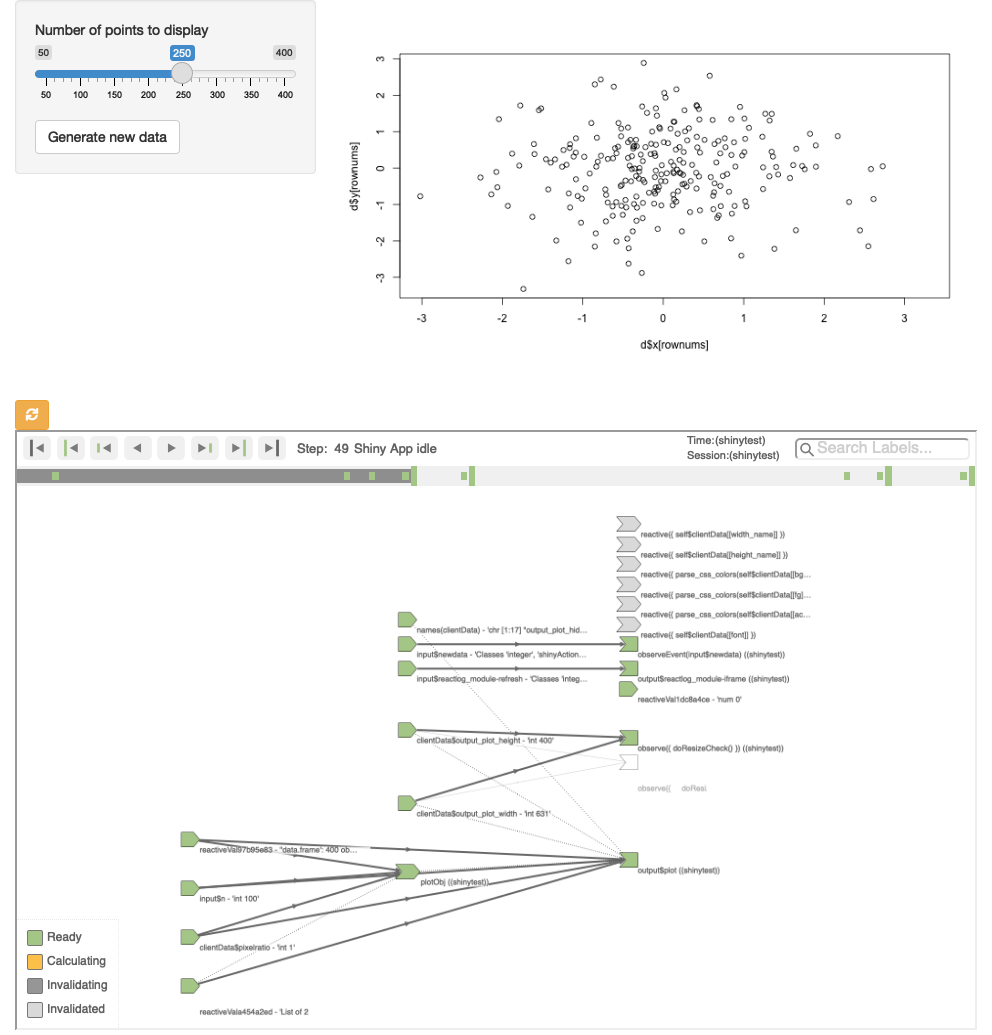 Number of points to display
50 250 400
50 100 150 200 250 300 350 400
Generate new data
3
2
1
0
-1
-2
-3
d$y[rownums]
-3 -2 -1 0 1 2 3
d$x[rownums]
Step: 49 Shiny App idle
Time:(shinytest)
Session:(shinytest)
Search Labels...
reactive({ self$clientData[[width_name]] })
reactive({ self$clientData[[height_name]] })
reactive({ parse_css_colors(self$clientData[[bg...
reactive({ parse_css_colors(self$clientData[[fg]...
reactive({ parse_css_colors(self$clientData[[ac...
names(clientData) - 'chr [1:17] "output_plot_hid...
reactive({ self$clientData[[font]] })
input$newdata - 'Classes 'integer', 'shinyAction...
observeEvent(input$newdata) ((shinytest))
input$reactlog_module-refresh - 'Classes 'integ...
output$reactlog_module-iframe ((shinytest))
reactiveVal1dc8a4ce - 'num 0'
clientData$output_plot_height - 'int 400'
observe({ doResizeCheck() }) ((shinytest))
observe({ doResi
clientData$output_plot_width - 'int 631'
reactiveVal97b95e83 - "data.frame': 400 ob...
output$plot ((shinytest))
plotObj ((shinytest))
input$n - 'int 100'
clientData$pixelratio - 'int 1'
reactiveVala454a2ed - 'List of 2
Ready
Calculating
Invalidating
Invalidated